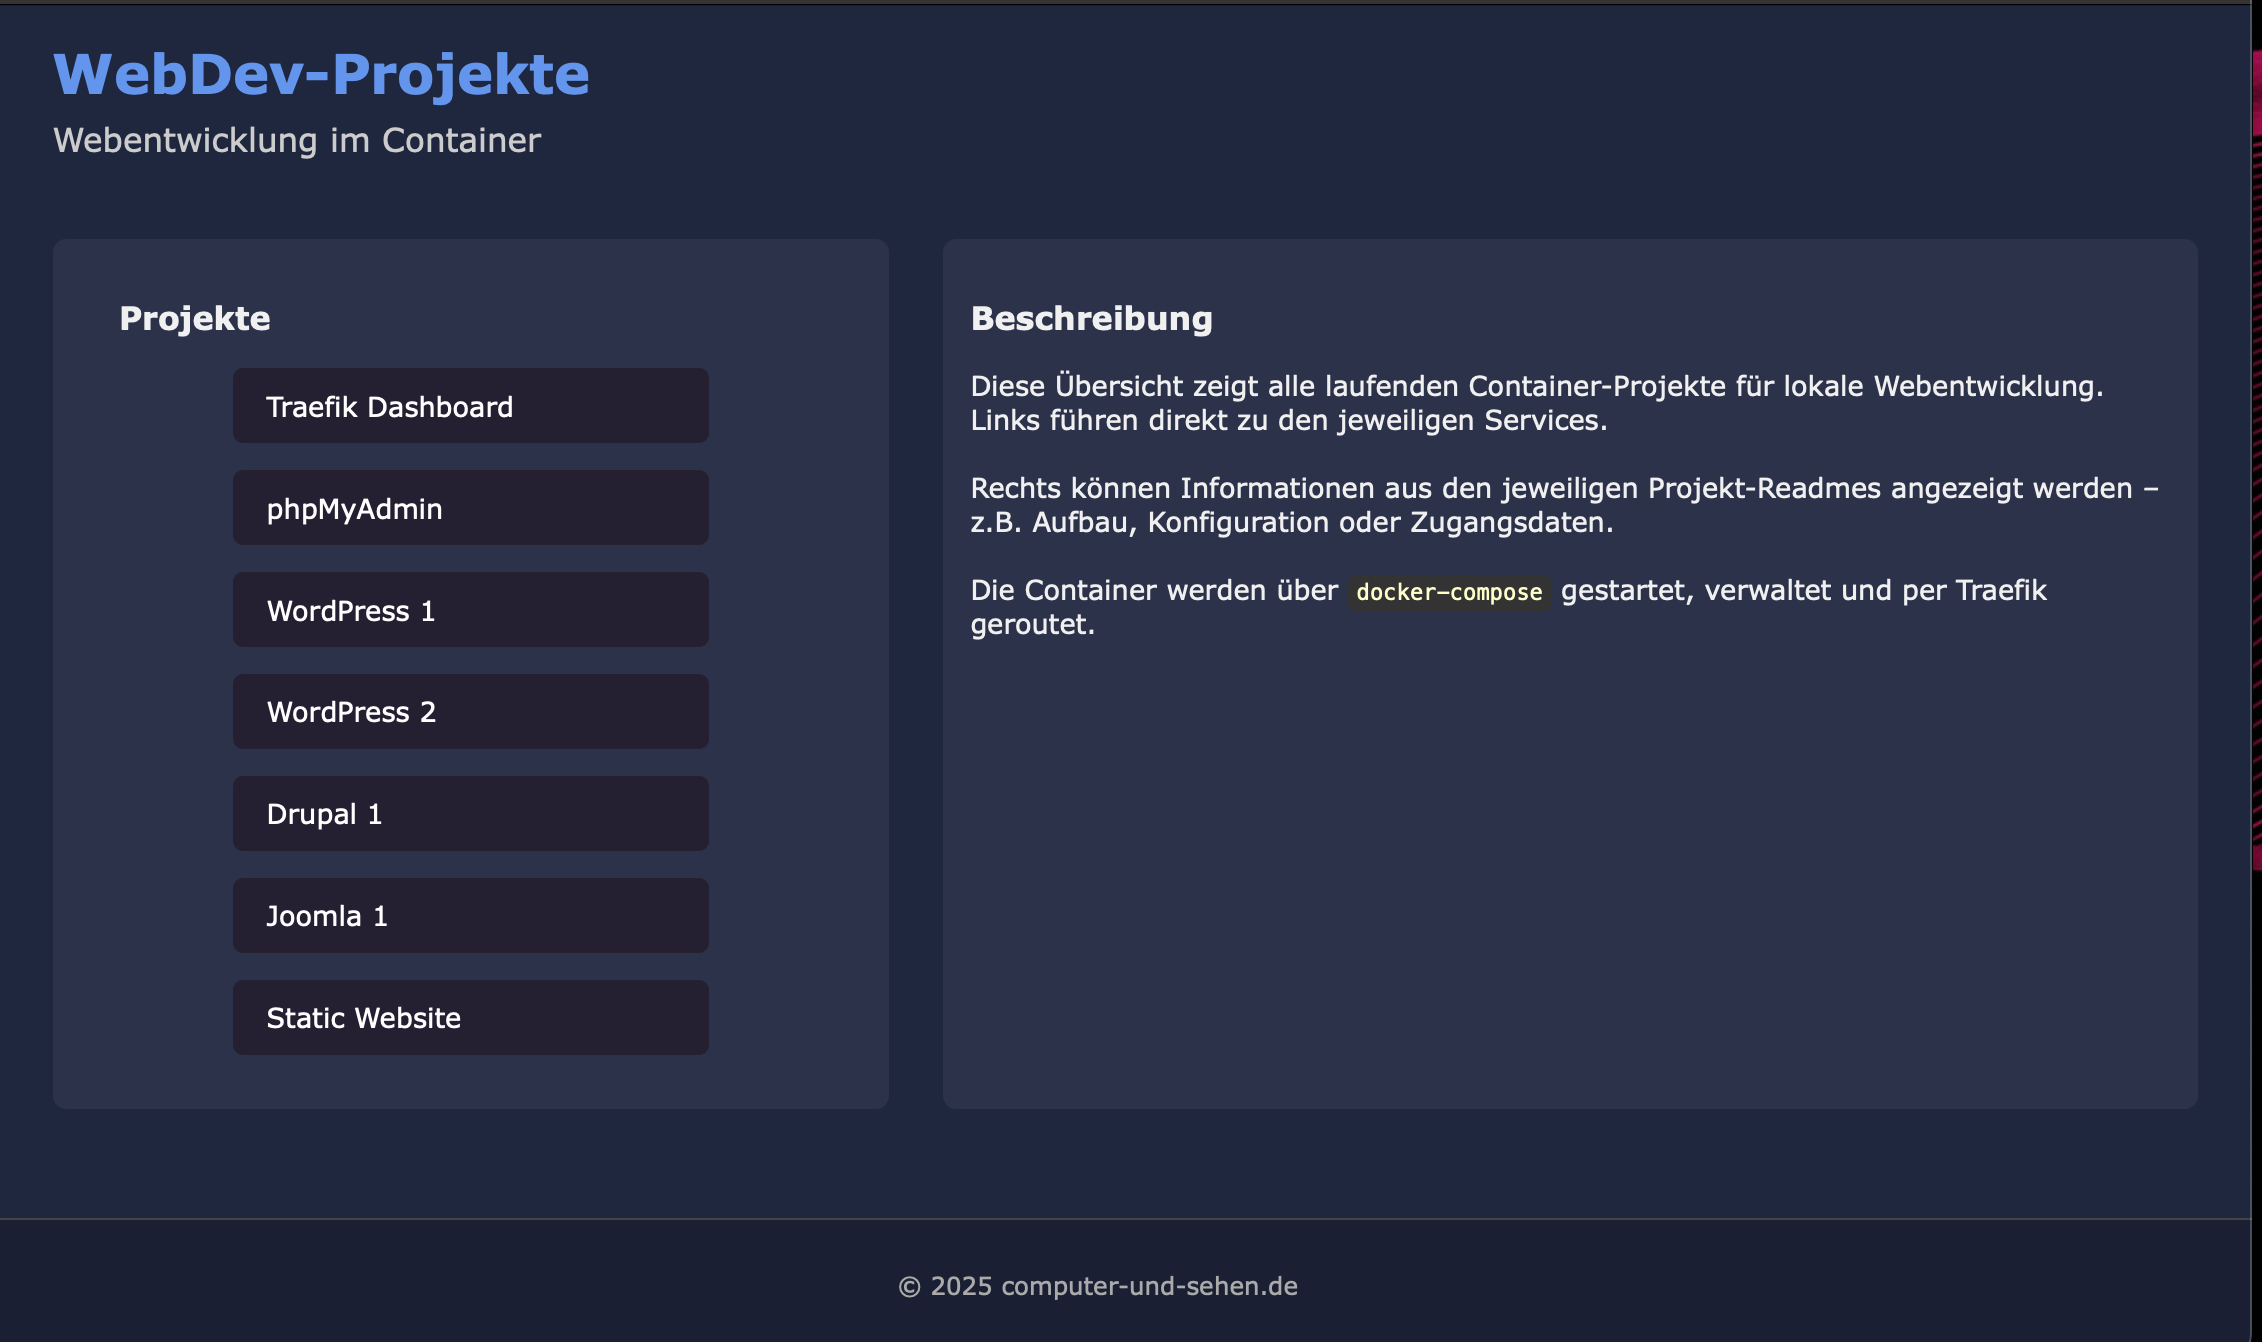 WebDev-Projekte
Webentwicklung im Container
Projekte
Traefik Dashboard
phpMyAdmin
WordPress 1
WordPress 2
Drupal 1
Joomla 1
Static Website
Beschreibung
Diese Übersicht zeigt alle laufenden Container-Projekte für lokale Webentwicklung.
Links führen direkt zu den jeweiligen Services.
Rechts können Informationen aus den jeweiligen Projekt-Readmes angezeigt werden –
z.B. Aufbau, Konfiguration oder Zugangsdaten.
Die Container werden über docker-compose gestartet, verwaltet und per Traefik
geroutet.
© 2025 computer-und-sehen.de